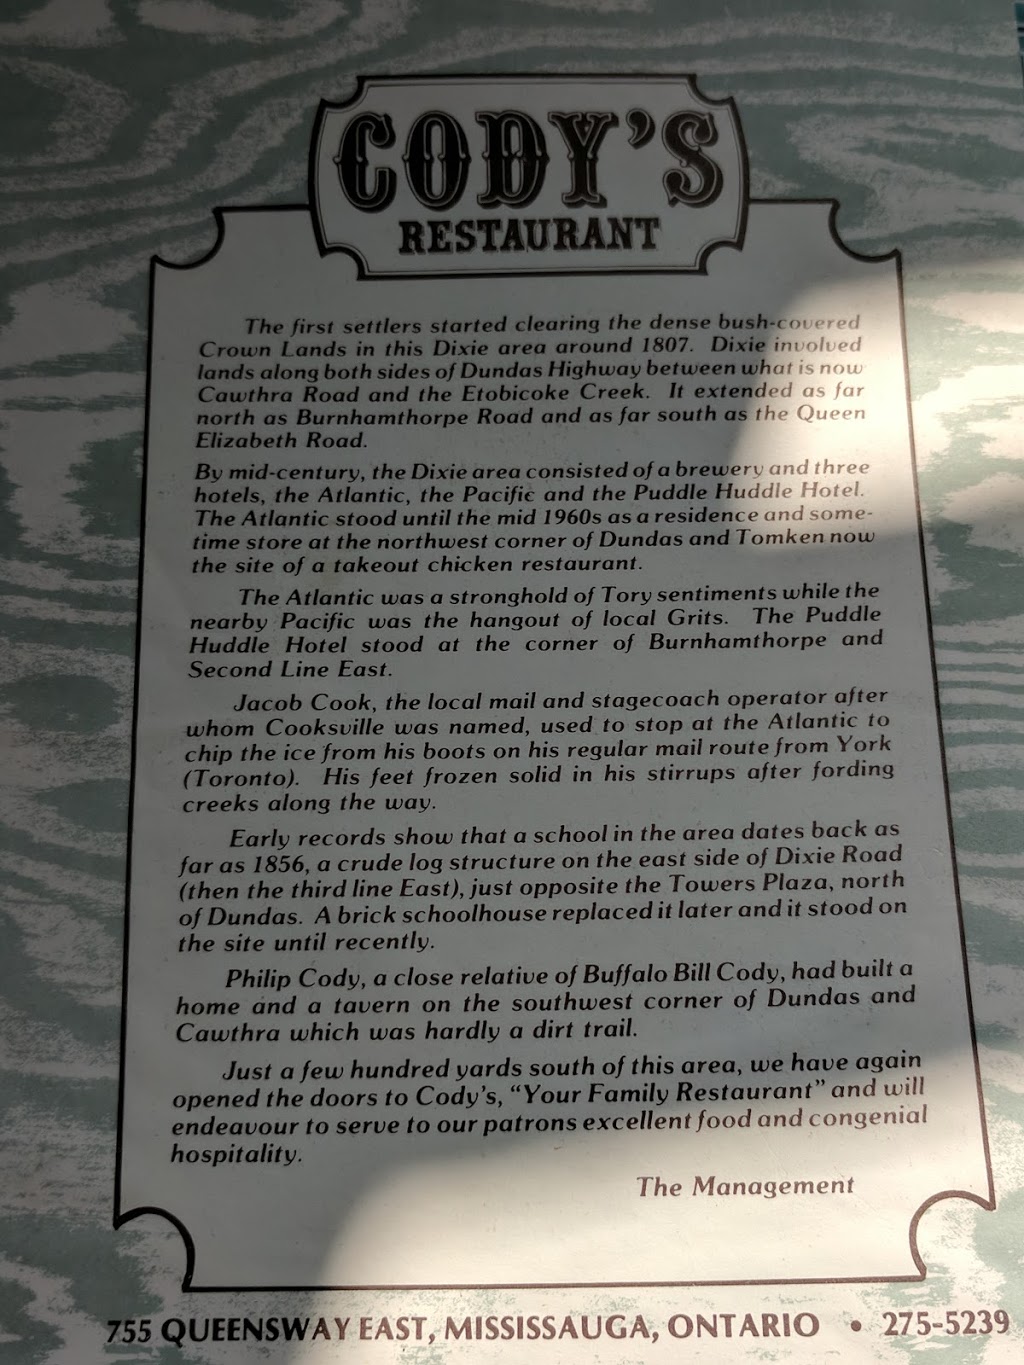 CODY'S
RESTAURANT
The first settlers started clearing the dense bush-covered
Crown Lands in this Dixie area around 1807. Dixie involved
lands along both sides of Dundas Highway between what is now
Cawthra Road and the Etobicoke Creek. It extended as far
north as Burnhamthorpe Road and as far south as the Queen
Elizabeth Road.
By mid-century, the Dixie area consisted of a brewery and three
hotels, the Atlantic, the Pacific and the Puddle Huddle Hotel.
The Atlantic stood until the mid 1960s as a residence and some-
time store at the northwest corner of Dundas and Tomken now
the site of a takeout chicken restaurant.
The Atlantic was a stronghold of Tory sentiments while the
nearby Pacific was the hangout of local Grits. The Puddle
Huddle Hotel stood at the corner of Burnhamthorpe and
Second Line East.
Jacob Cook, the local mail and stagecoach operator after
whom Cooksville was named, used to stop at the Atlantic to
chip the ice from his boots on his regular mail route from York
(Toronto). His feet frozen solid in his stirrups after fording
creeks along the way.
Early records show that a school in the area dates back as
far as 1856, a crude log structure on the east side of Dixie Road
(then the third line East), just opposite the Towers Plaza, north
of Dundas. A brick schoolhouse replaced it later and it stood on
the site until recently.
Philip Cody, a close relative of Buffalo Bill Cody, had built a
home and a tavern on the southwest corner of Dundas and
Cawthra which was hardly a dirt trail.
Just a few hundred yards south of this area, we have again
opened the doors to Cody's, "Your Family Restaurant" and will
endeavour to serve to our patrons excellent food and congenial
hospitality.
The Management
755 QUEENSWAY EAST, MISSISSAUGA, ONTARIO • 275-5239